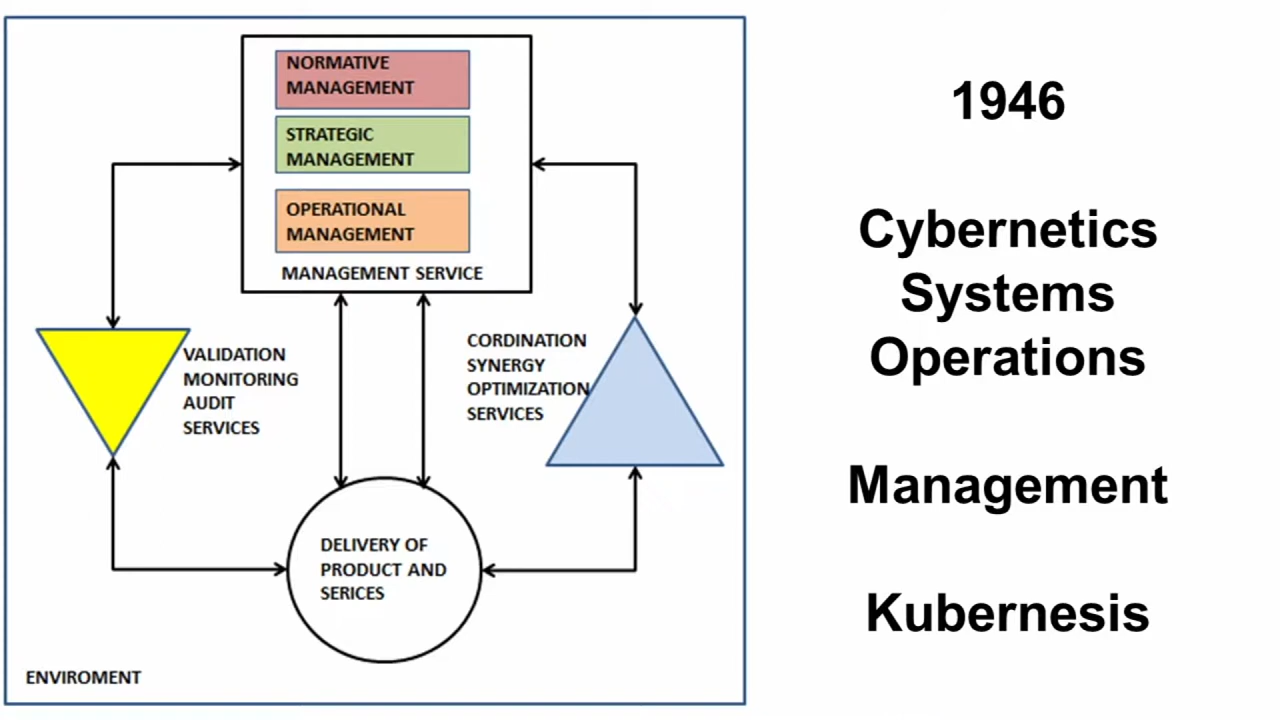 NORMATIVE
MANAGEMENT
STRATEGIC
MANAGEMENT
OPERATIONAL
MANAGEMENT
MANAGEMENT SERVICE
VALIDATION
MONITORING
AUDIT
SERVICES
CORDINATION
SYNERGY
OPTIMIZATION
SERVICES
DELIVERY OF
PRODUCT AND
SERICES
ENVIROMENT
1946
Cybernetics
Systems
Operations
Management
Kubernesis